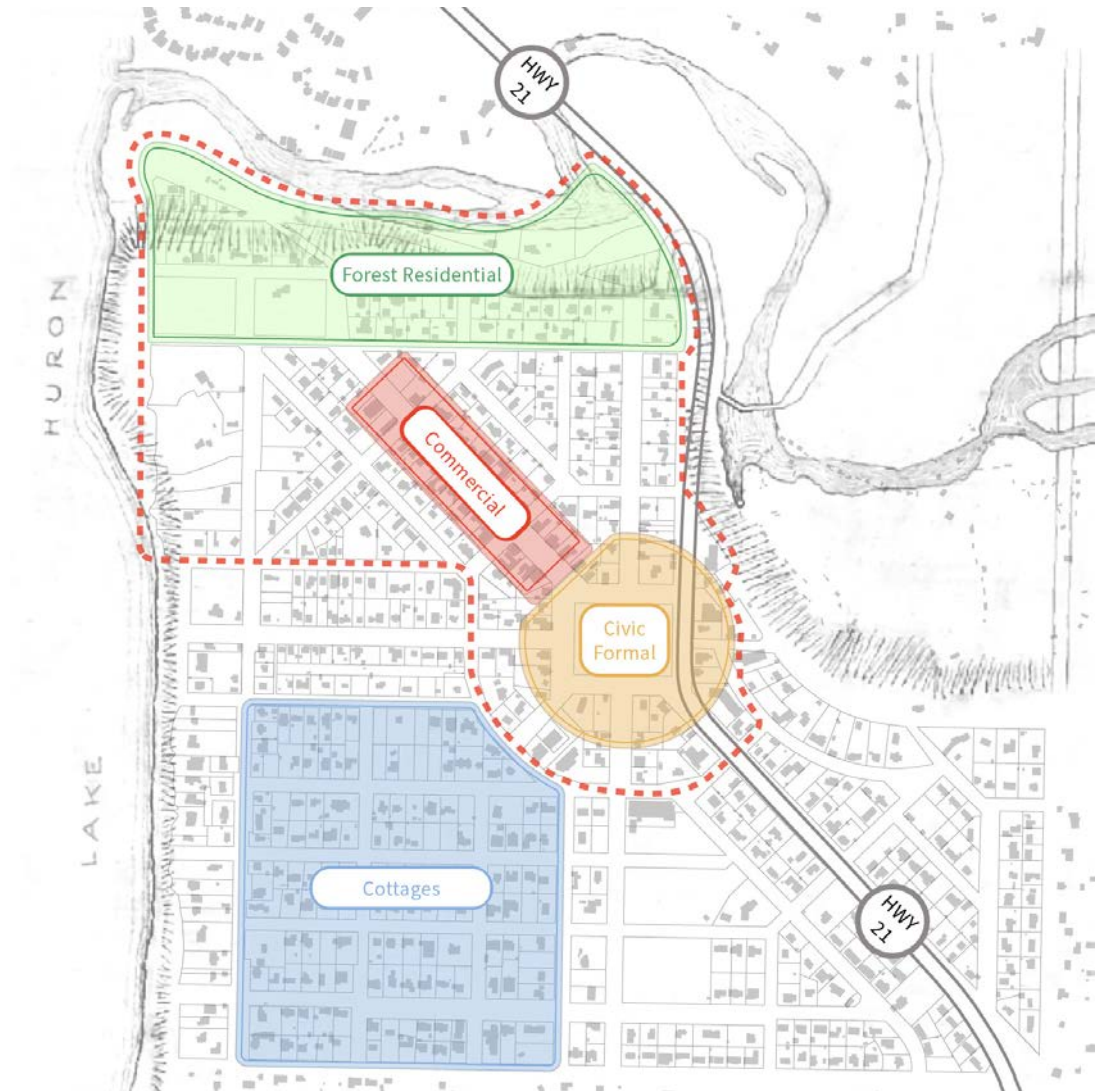 HWY
21
Forest Residential
HURON
Commercial
Civic
Formal
LAKE
Cottages
HWY
21